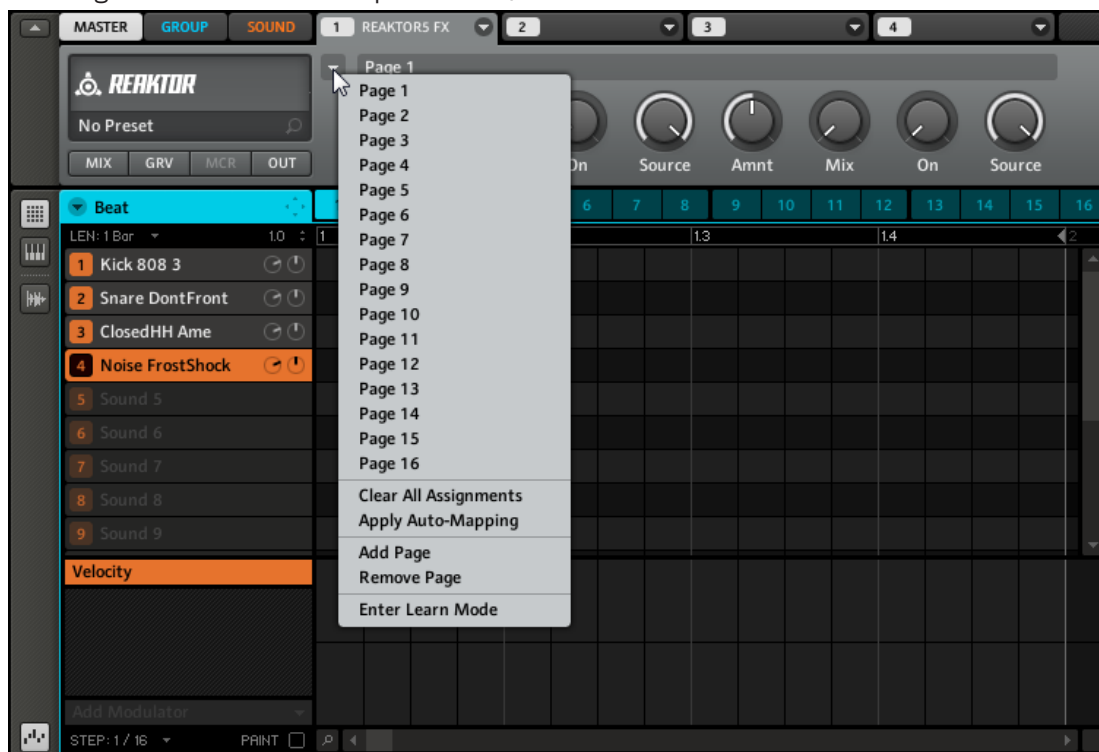 MASTER GROUP SOUND 1 REAKTOR5 FX 2 3 4
Page 1
REAKTOR
No Preset
MIX GRV MCR OUT
On Source Amnt Mix On Source
Page 1
Page 2
Page 3
Page 4
Page 5
Page 6
Page 7
Page 8
Page 9
Page 10
Page 11
Page 12
Page 13
Page 14
Page 15
Page 16
Clear All Assignments
Apply Auto-Mapping
Add Page
Remove Page
Enter Learn Mode
Beat 6 7 8 9 10 11 12 13 14 15 16
LEN: 1 Bar 1.0 1 1.3 1.4 2
1 Kick 808 3
2 Snare DontFront
3 ClosedHH Ame
4 Noise FrostShock
5 Sound 5
6 Sound 6
7 Sound 7
8 Sound 8
9 Sound 9
Velocity
Add Modulator
STEP: 1 / 16 PAINT